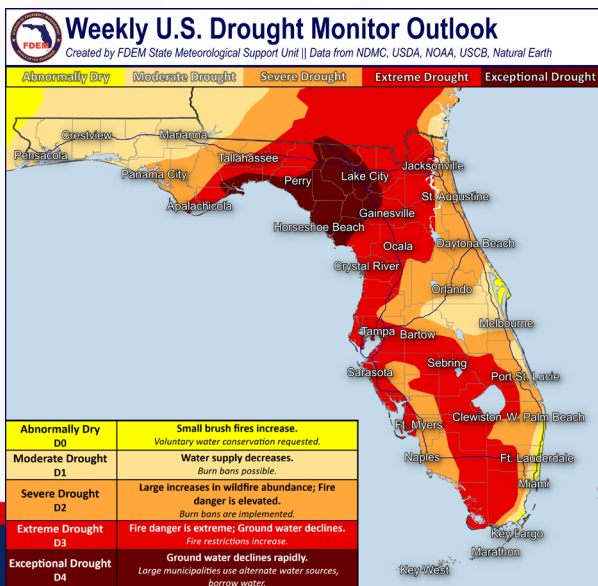 Weekly U.S. Drought Monitor Outlook
Created by FDEM State Meteorological Support Unit || Data from NDMC, USDA, NOAA, USCB, Natural Earth
FDEM
Abnormally Dry Moderate Drought Severe Drought Extreme Drought Exceptional Drought
Crestview
Marianna
Pensacola
Tallahassee
Jacksonville
Panama City
Perry
Lake City
St. Augustine
Apalachicola
Gainesville
Horseshoe Beach
Ocala
Daytona Beach
Crystal River
Orlando
Melbourne
Tampa
Bartow
Sebring
Sarasota
Port St. Lucie
Clewiston
W. Palm Beach
Ft. Myers
Naples
Ft. Lauderdale
Miami
Key Largo
Marathon
Key West
Abnormally Dry
D0
Small brush fires increase.
Voluntary water conservation requested.
Moderate Drought
D1
Water supply decreases.
Burn bans possible.
Severe Drought
D2
Large increases in wildfire abundance; Fire
danger is elevated.
Burn bans are implemented.
Extreme Drought
D3
Fire danger is extreme; Ground water declines.
Fire restrictions increase.
Exceptional Drought
D4
Ground water declines rapidly.
Large municipalities use alternate water sources,
borrow water.